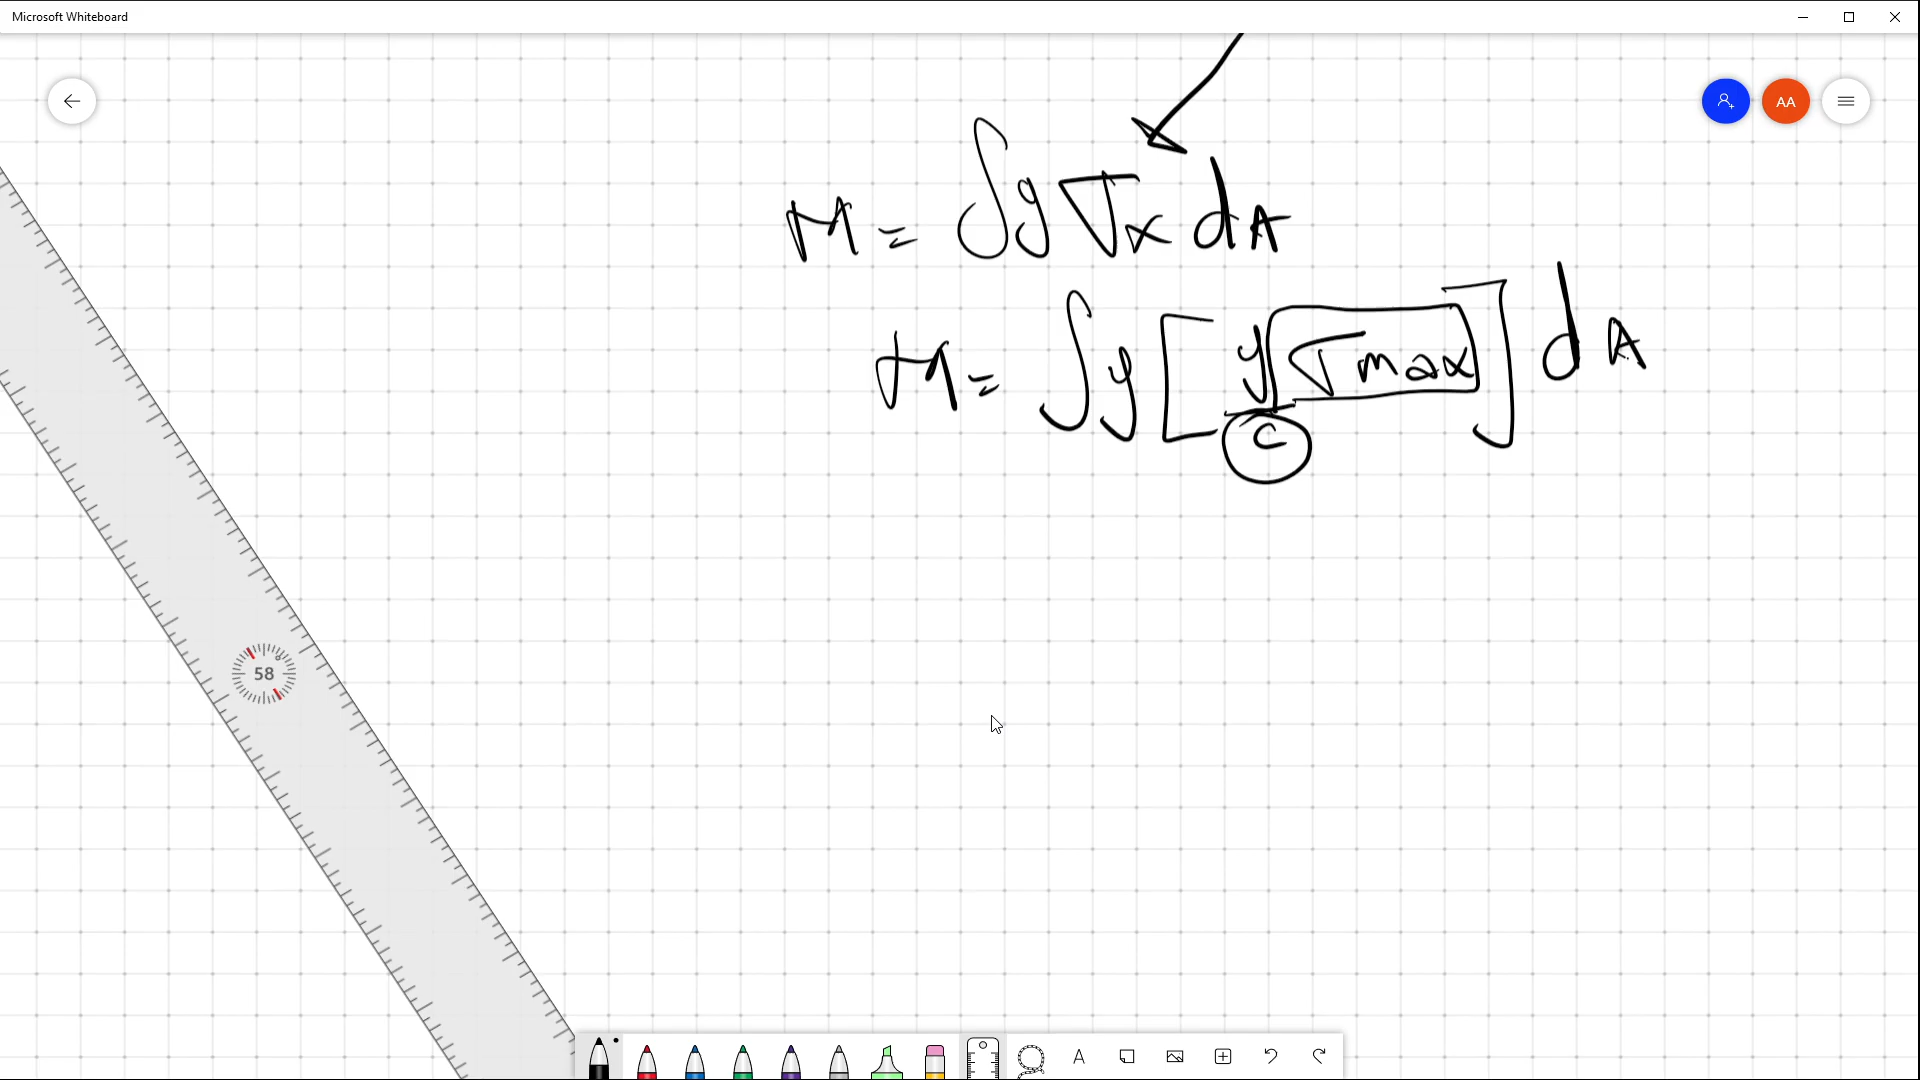 Microsoft Whiteboard
AA
M = ∫y σx dA
M = ∫y [ y σmax / c ] dA
58
A